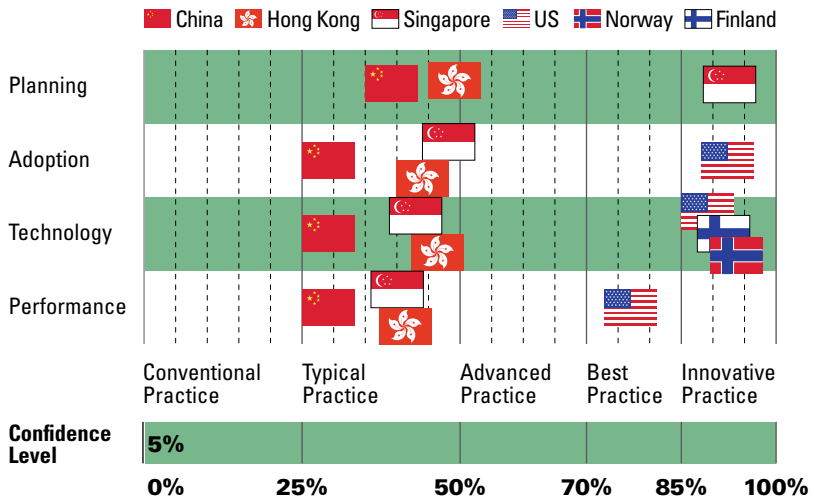 China Hong Kong Singapore US Norway Finland
Planning
Adoption
Technology
Performance
Conventional Practice
Typical Practice
Advanced Practice
Best Practice
Innovative Practice
Confidence Level
5%
0% 25% 50% 70% 85% 100%